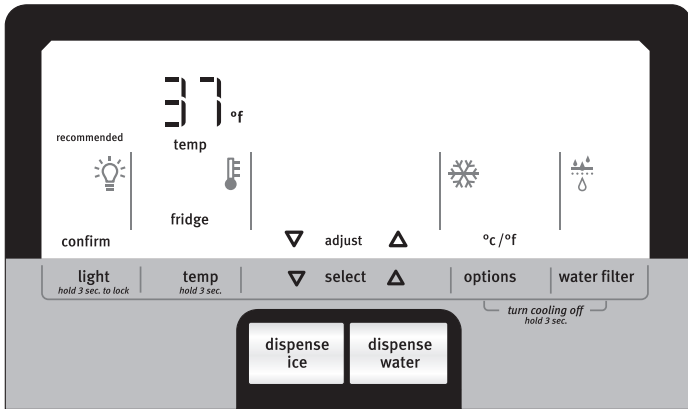 37 °f
recommended
temp
fridge
confirm
adjust
°c/°f
light
hold 3 sec. to lock
temp
hold 3 sec.
select
options
water filter
turn cooling off
hold 3 sec.
dispense
ice
dispense
water